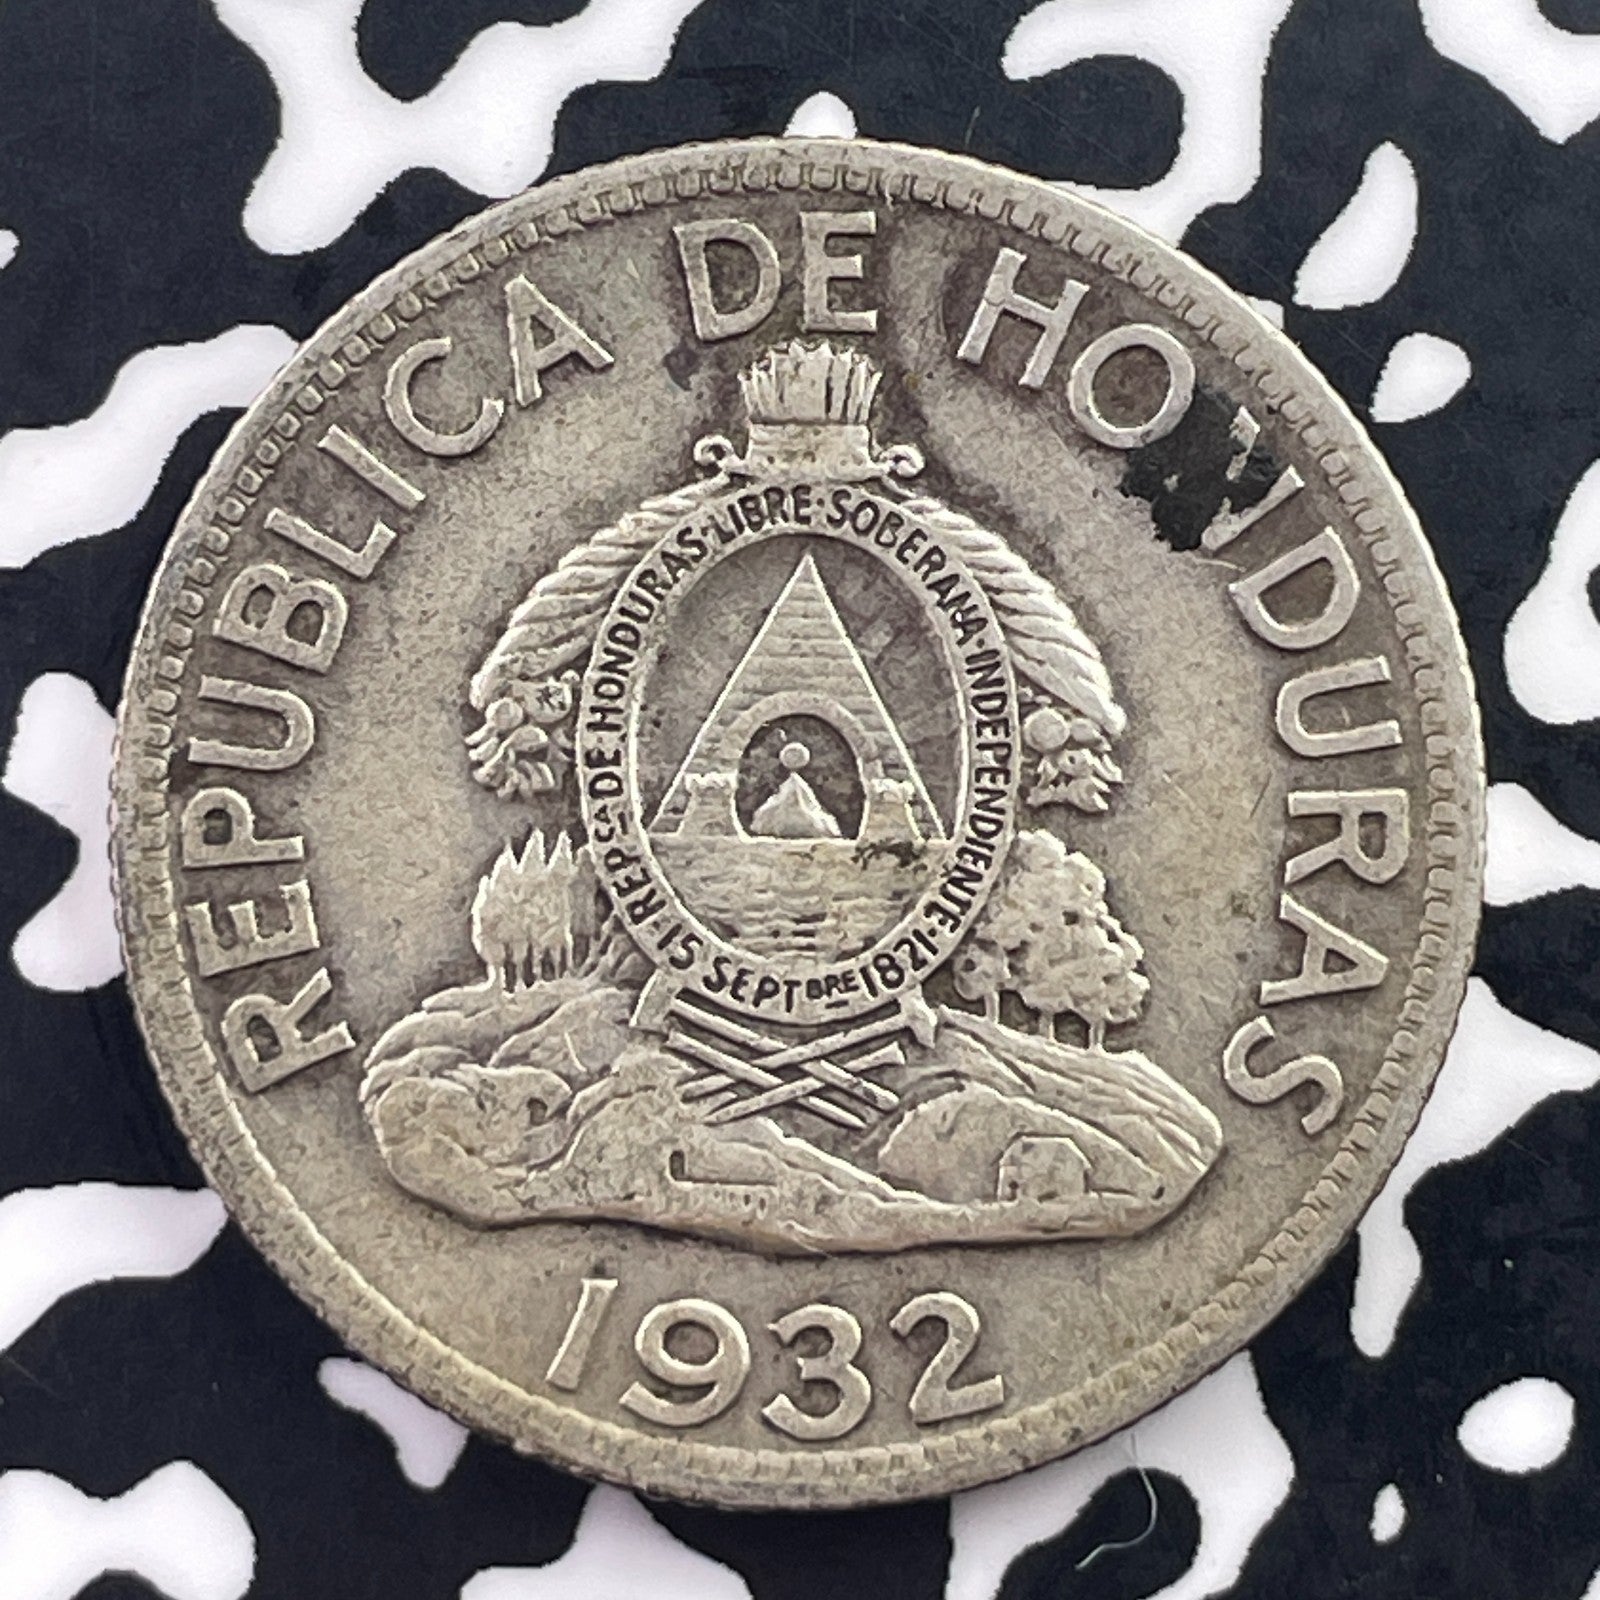 REPUBLICA DE HONDURAS
REPCA DE HONDURAS·LIBRE·SOBERANA·INDEPENDIENTE·
·15 SEPTBRE 1821·
1932